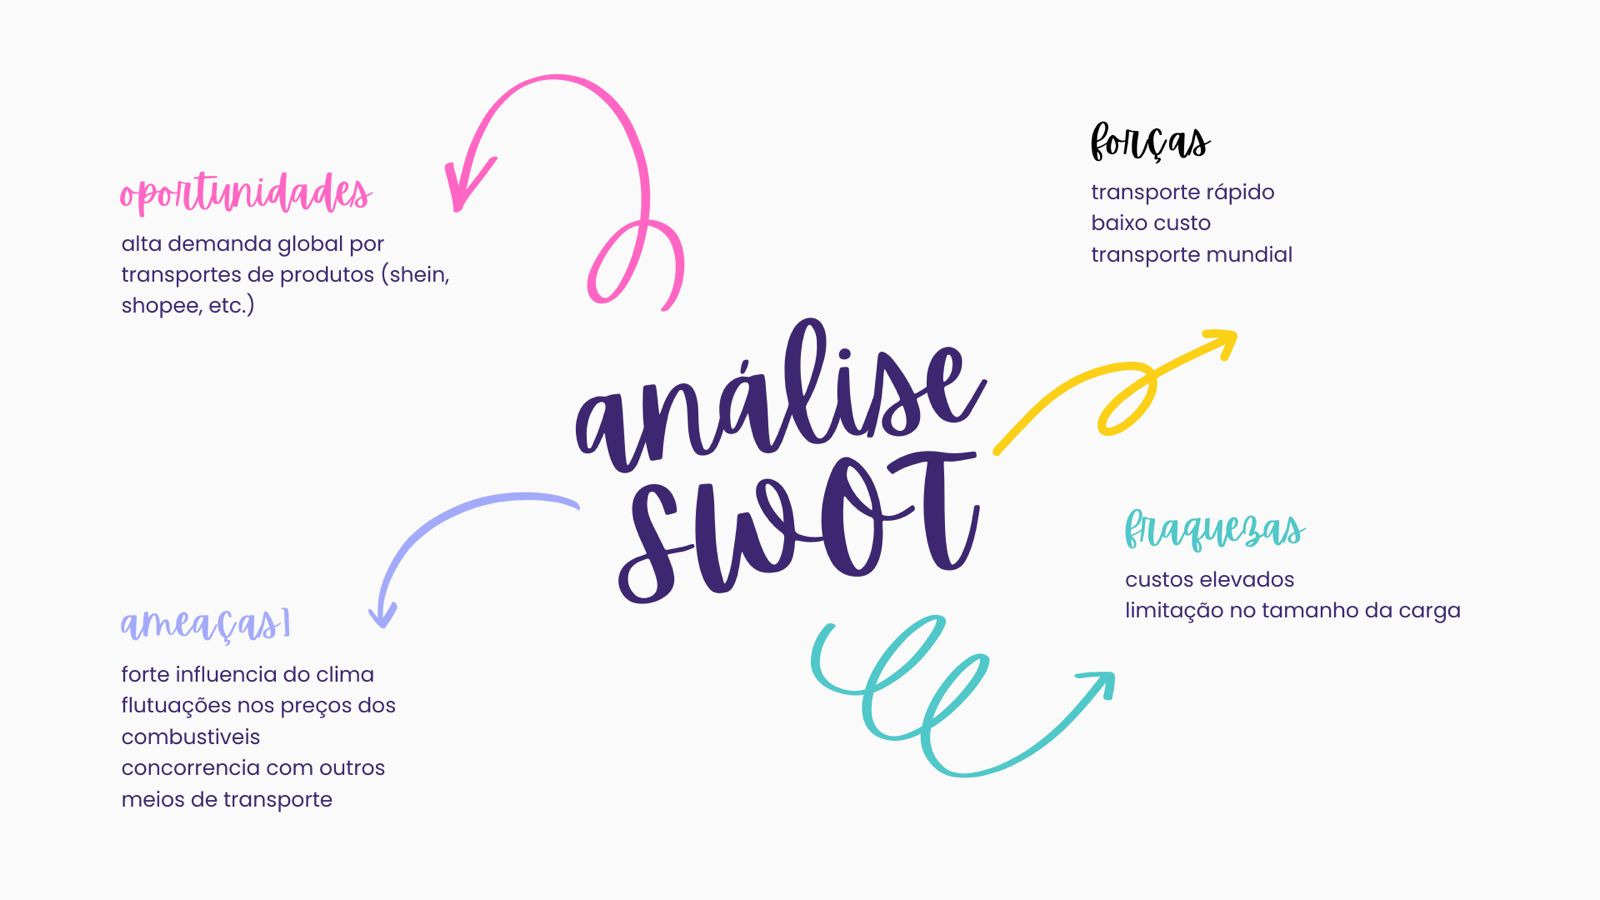 oportunidades
alta demanda global por
transportes de produtos (shein,
shopee, etc.)
forças
transporte rápido
baixo custo
transporte mundial
análise
SWOT
ameaças]
forte influencia do clima
flutuações nos preços dos
combustiveis
concorrencia com outros
meios de transporte
fraquezas
custos elevados
limitação no tamanho da carga